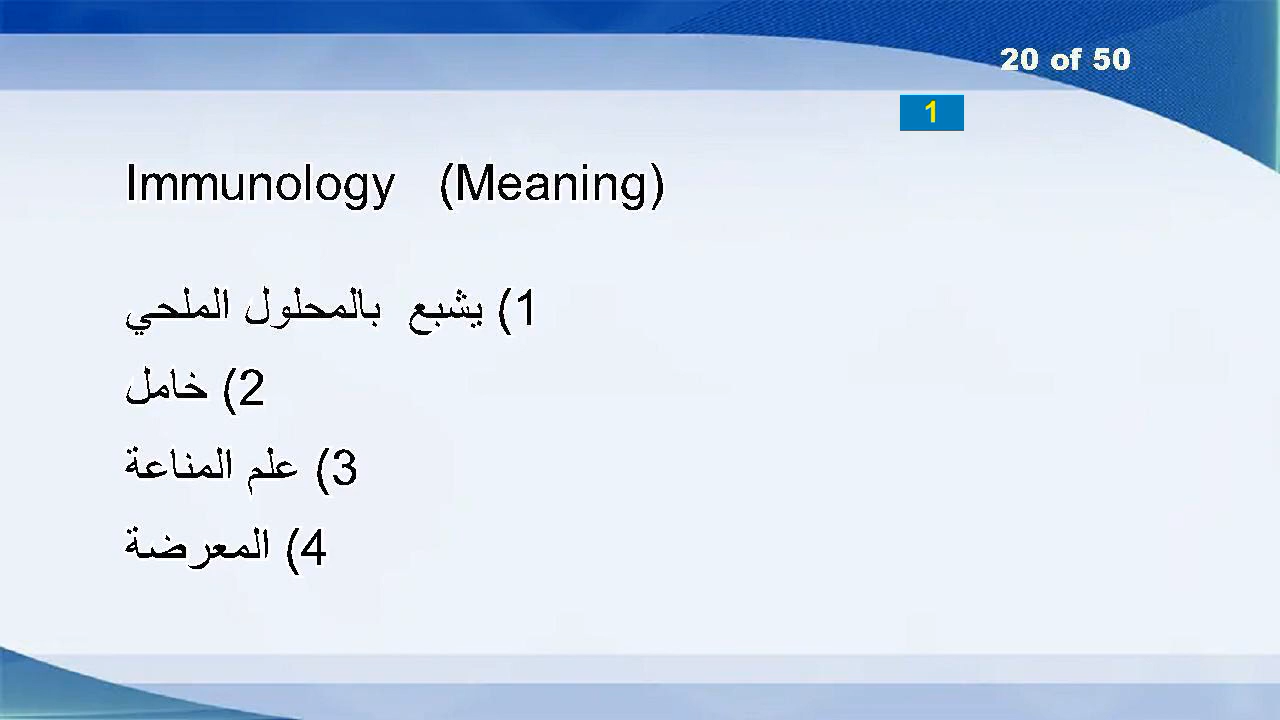 20 of 50
1
Immunology (Meaning)
1) يشبع بالمحلول الملحي
2) خامل
3) علم المناعة
4) المعرضة